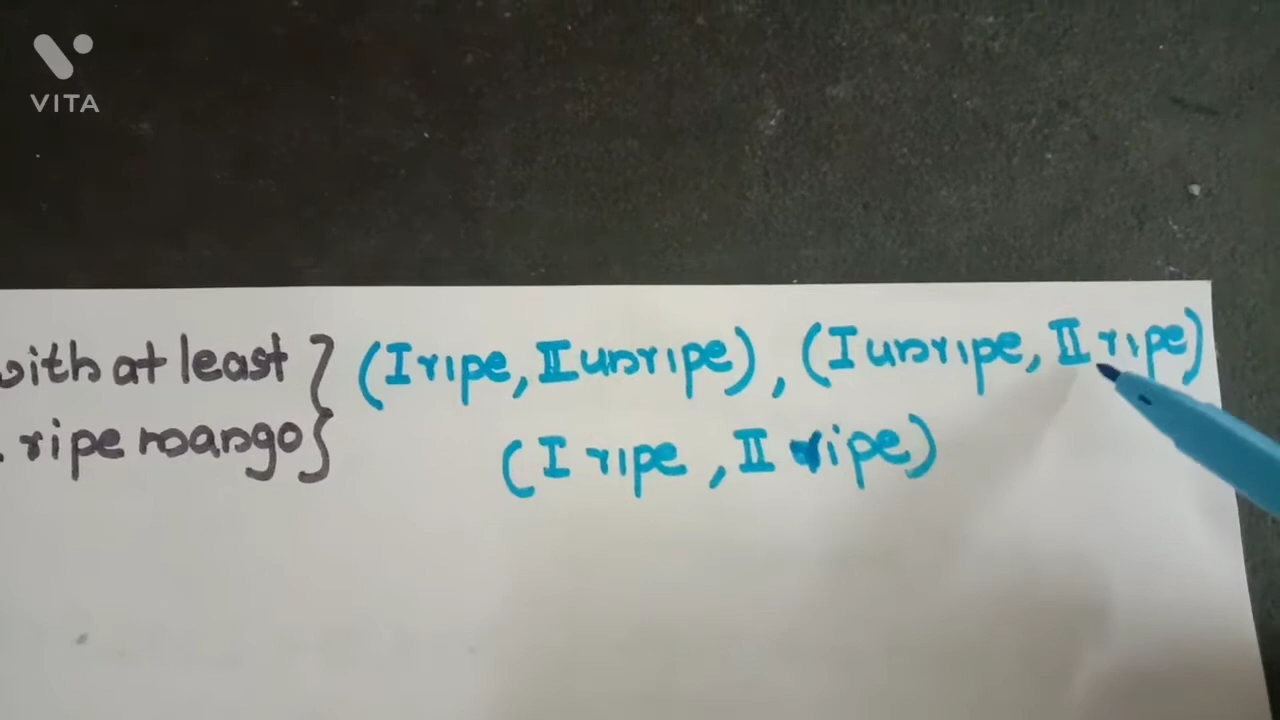 VITA
with at least } (I ripe, II unripe), (I unripe, II ripe)
ripe mango } (I ripe, II ripe)